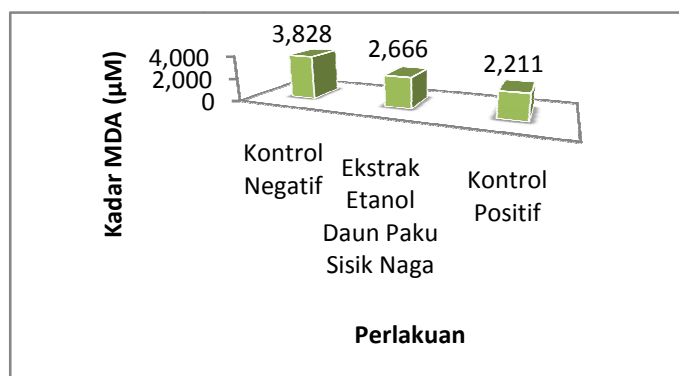 Kadar MDA (µM)
4,000
2,000
0
3,828
2,666
2,211
Kontrol
Negatif
Ekstrak
Etanol
Daun Paku
Sisik Naga
Kontrol
Positif
Perlakuan